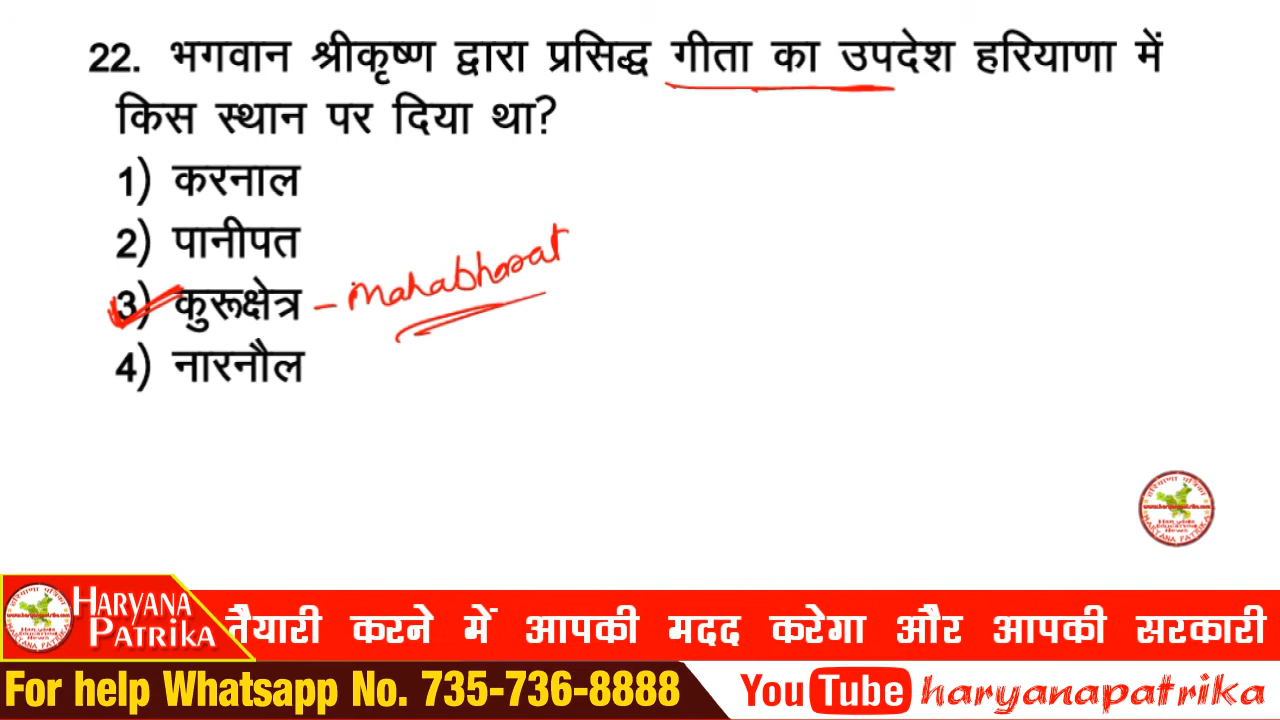 22. भगवान श्रीकृष्ण द्वारा प्रसिद्ध गीता का उपदेश हरियाणा में
किस स्थान पर दिया था?
1) करनाल
2) पानीपत
3) कुरूक्षेत्र - Mahabharat
4) नारनौल
HARYANA
PATRIKA
तैयारी करने में आपकी मदद करेगा और आपकी सरकारी
For help Whatsapp No. 735-736-8888
YouTube haryanapatrika